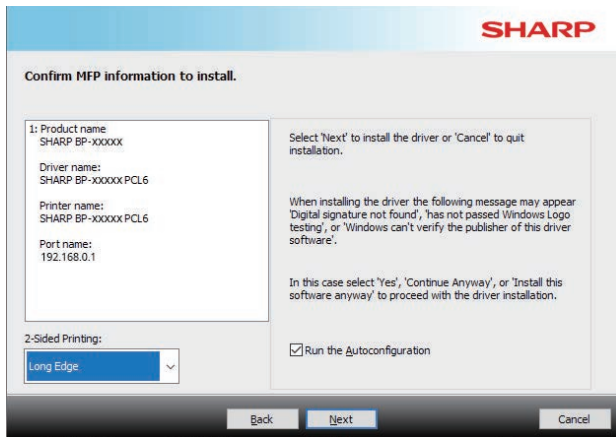 SHARP
Confirm MFP information to install.
1: Product name
SHARP BP-xxxxx
Driver name:
SHARP BP-xxxxx PCL6
Printer name:
SHARP BP-xxxxx PCL6
Port name:
192.168.0.1
Select 'Next' to install the driver or 'Cancel' to quit
installation.
When installing the driver the following message may appear
'Digital signature not found', 'has not passed Windows Logo
testing', or 'Windows can't verify the publisher of this driver
software'.
In this case select 'Yes', 'Continue Anyway', or 'Install this
software anyway' to proceed with the driver installation.
2-Sided Printing:
Long Edge
Run the Autoconfiguration
Back
Next
Cancel